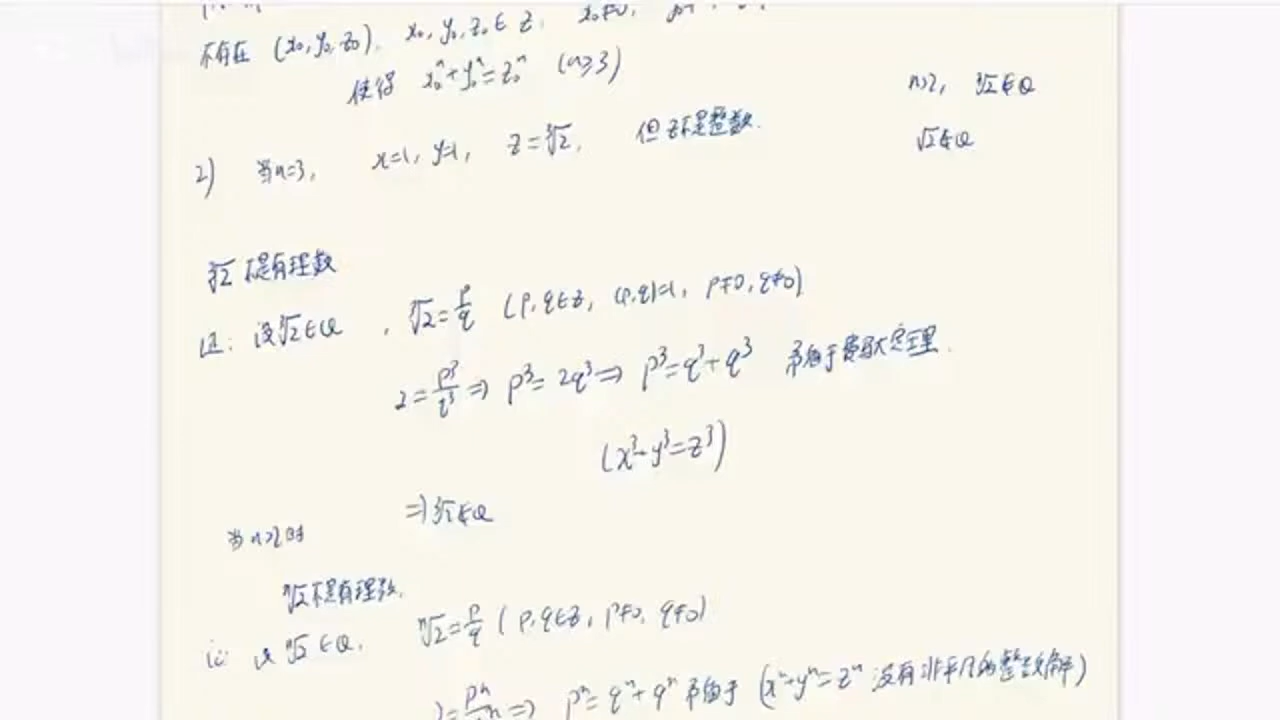 不存在 (x₀,y₀,z₀), x₀,y₀,z₀∈Z, x₀≠0,
使得 x₀ⁿ+y₀ⁿ=z₀ⁿ (n≥3)
n>2, ⁿ√2∉Q
√2∉Q
2) 当n=3, x=1, y=1, z=∛2, 但z不是整数.
∛2 不是有理数
证: 设∛2∈Q, ∛2=p/q (p,q∈Z, (p,q)=1, p≠0, q≠0)
2=p³/q³ ⇒ p³=2q³ ⇒ p³=q³+q³ 矛盾于费马大定理.
(x³+y³=z³)
⇒ ∛2∉Q
当n>2时
ⁿ√2不是有理数.
证: 设ⁿ√2∈Q, ⁿ√2=p/q (p,q∈Z, p≠0, q≠0)
2=pⁿ/qⁿ ⇒ pⁿ=qⁿ+qⁿ 矛盾于 (xⁿ+yⁿ=zⁿ 没有非平凡的整数解)